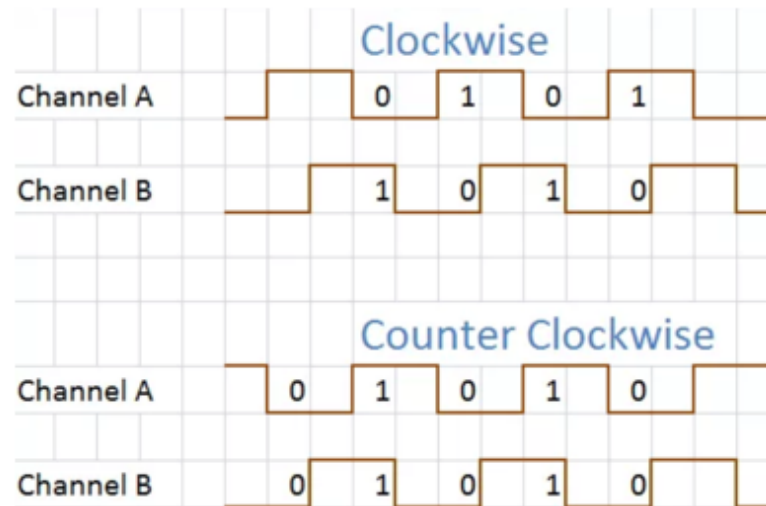 Clockwise
Channel A 0 1 0 1
Channel B 1 0 1 0
Counter Clockwise
Channel A 0 1 0 1 0
Channel B 0 1 0 1 0